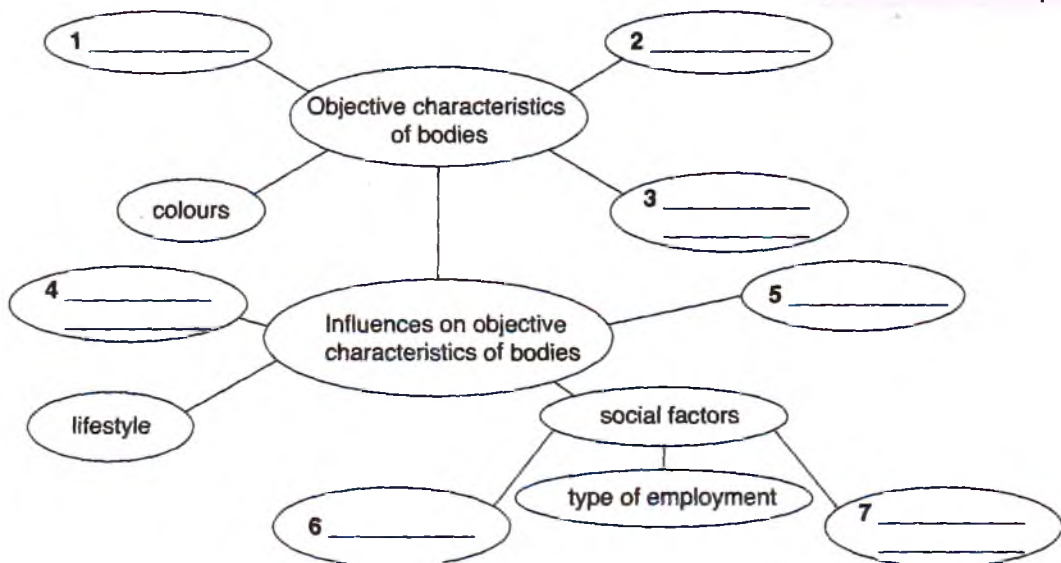 1
2
Objective characteristics
of bodies
colours
3
4
5
Influences on objective
characteristics of bodies
lifestyle
social factors
type of employment
6
7